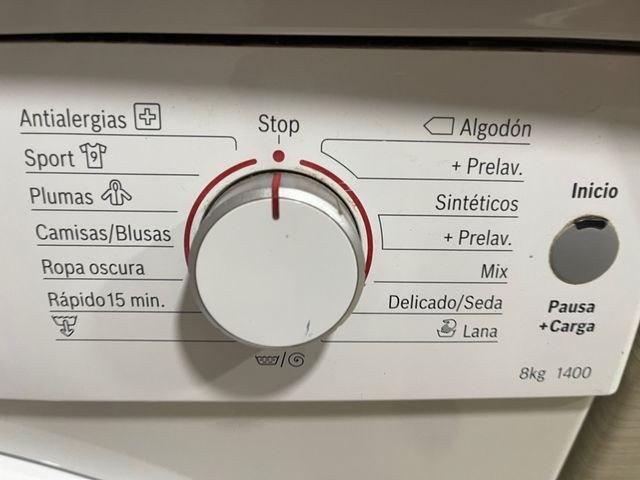 Stop
Antialergias
Sport 9
Plumas
Camisas/Blusas
Ropa oscura
Rápido 15 min.
Algodón
+ Prelav.
Sintéticos
+ Prelav.
Mix
Delicado/Seda
Lana
/
Inicio
Pausa
+Carga
8kg 1400